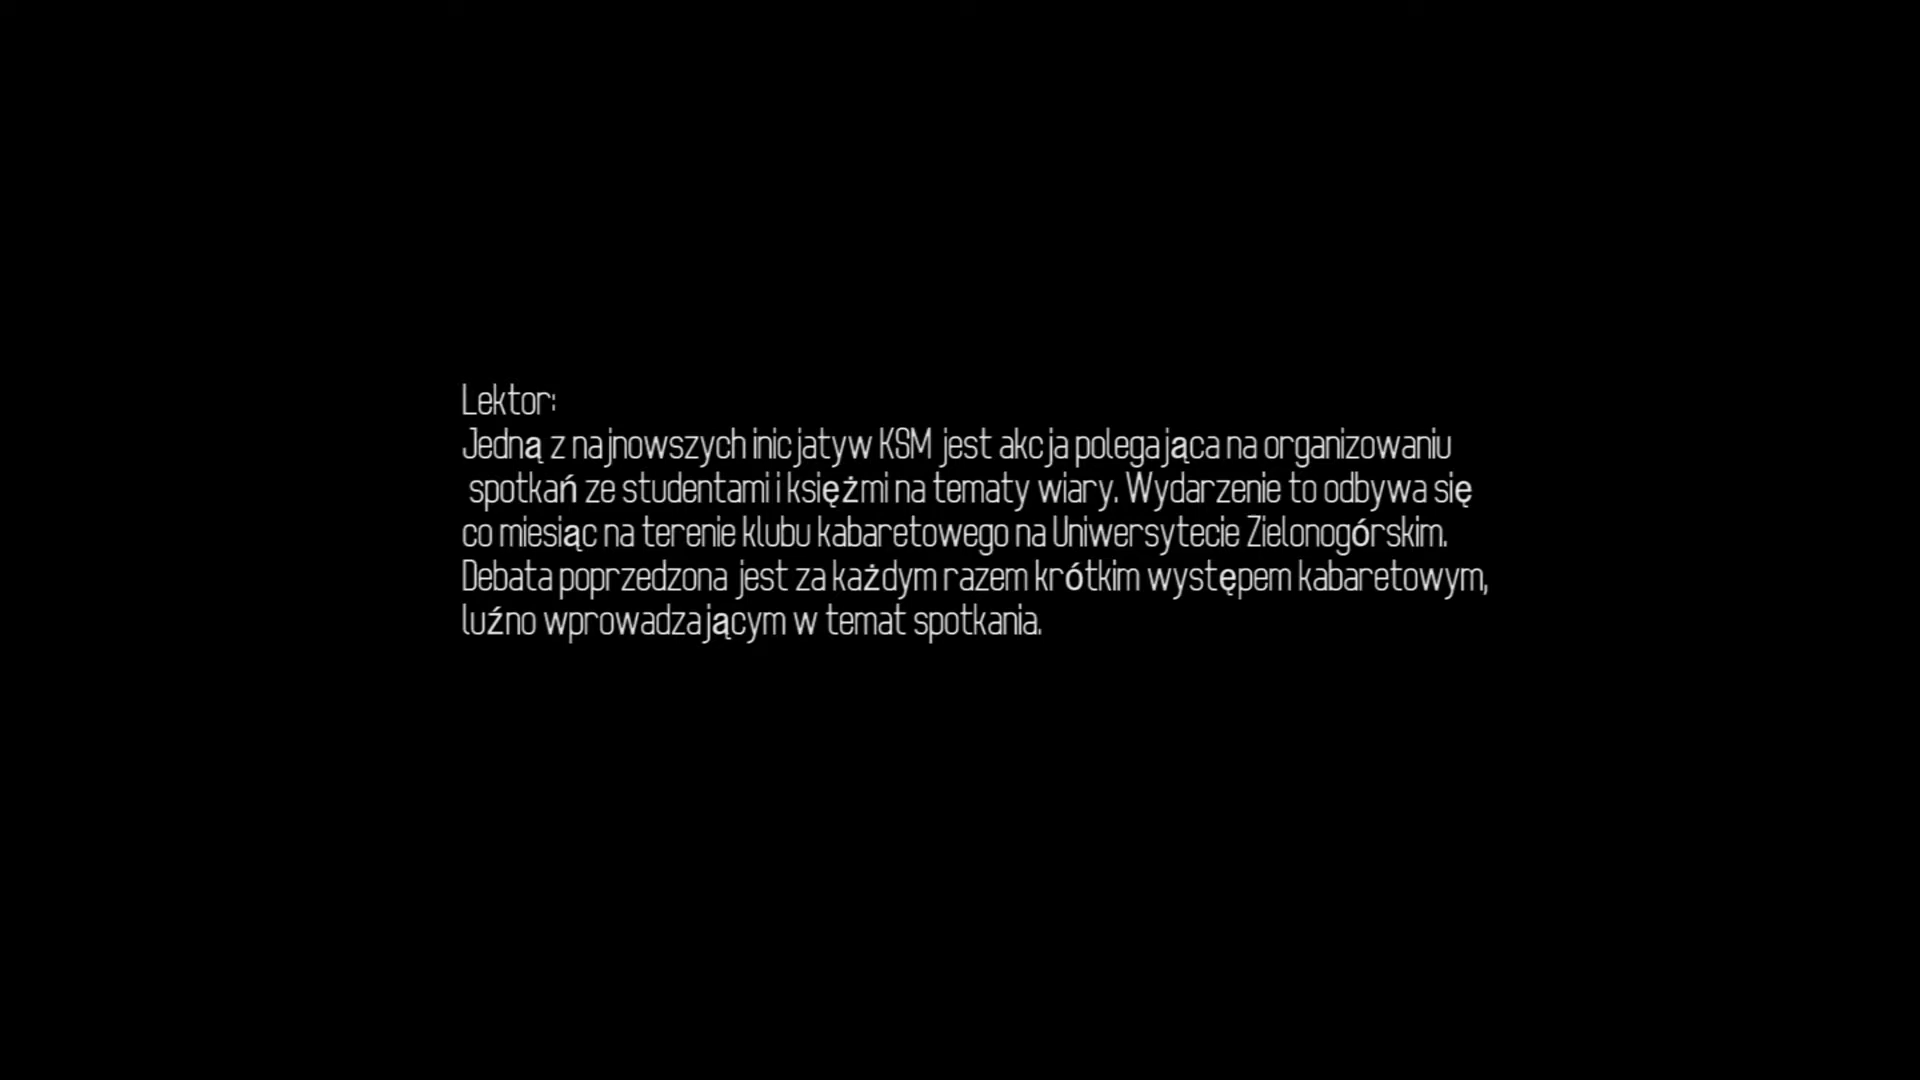 Lektor:
Jedną z najnowszych inicjatyw KSM jest akcja polegająca na organizowaniu
spotkań ze studentami i księżmi na tematy wiary. Wydarzenie to odbywa się
co miesiąc na terenie klubu kabaretowego na Uniwersytecie Zielonogórskim.
Debata poprzedzona jest za każdym razem krótkim występem kabaretowym,
luźno wprowadzającym w temat spotkania.